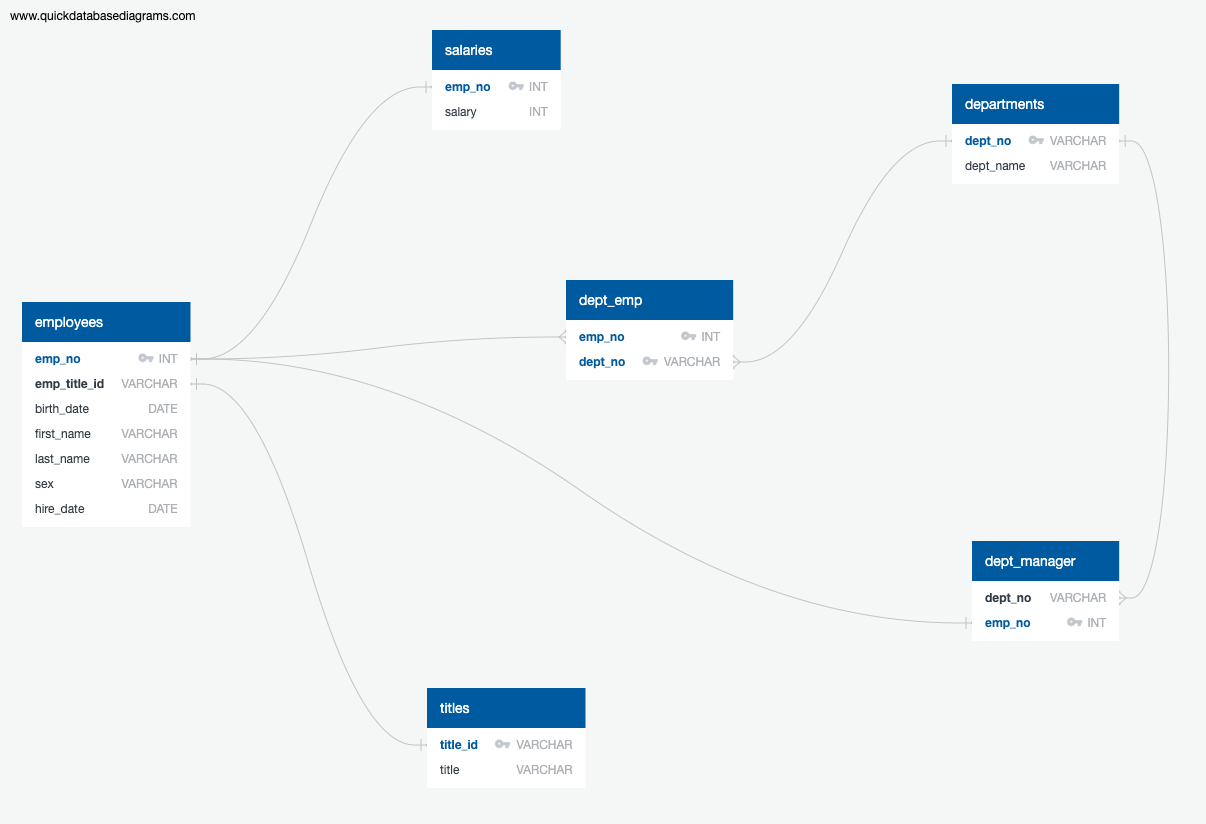 www.quickdatabasediagrams.com
salaries
emp_no INT
salary INT
departments
dept_no VARCHAR
dept_name VARCHAR
dept_emp
emp_no INT
dept_no VARCHAR
employees
emp_no INT
emp_title_id VARCHAR
birth_date DATE
first_name VARCHAR
last_name VARCHAR
sex VARCHAR
hire_date DATE
dept_manager
dept_no VARCHAR
emp_no INT
titles
title_id VARCHAR
title VARCHAR